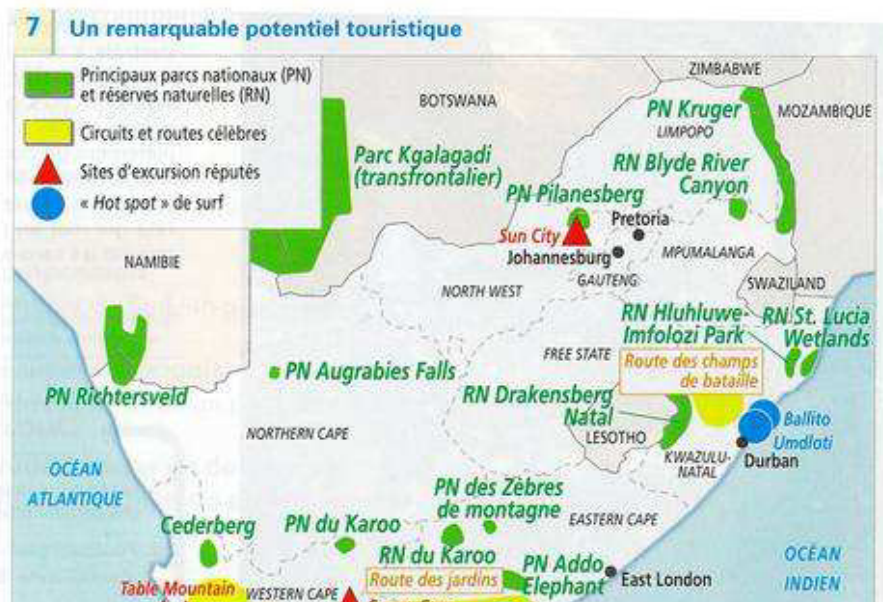 7 Un remarquable potentiel touristique
Principaux parcs nationaux (PN)
et réserves naturelles (RN)
Circuits et routes célèbres
Sites d'excursion réputés
« Hot spot » de surf
ZIMBABWE
BOTSWANA
PN Kruger
MOZAMBIQUE
LIMPOPO
Parc Kgalagadi
(transfrontalier)
RN Blyde River
Canyon
PN Pilanesberg
Pretoria
Sun City
Johannesburg
MPUMALANGA
NAMIBIE
GAUTENG
SWAZILAND
NORTH WEST
RN Hluhluwe-
Imfolozi Park
RN St. Lucia
Wetlands
FREE STATE
Route des champs
de bataille
PN Augrabies Falls
PN Richtersveld
RN Drakensberg
Natal
Ballito
Umdloti
LESOTHO
NORTHERN CAPE
KWAZULU-
NATAL
Durban
OCÉAN
ATLANTIQUE
PN des Zèbres
de montagne
Cederberg
PN du Karoo
EASTERN CAPE
RN du Karoo
PN Addo
Elephant
East London
OCÉAN
INDIEN
Table Mountain
WESTERN CAPE
Route des jardins